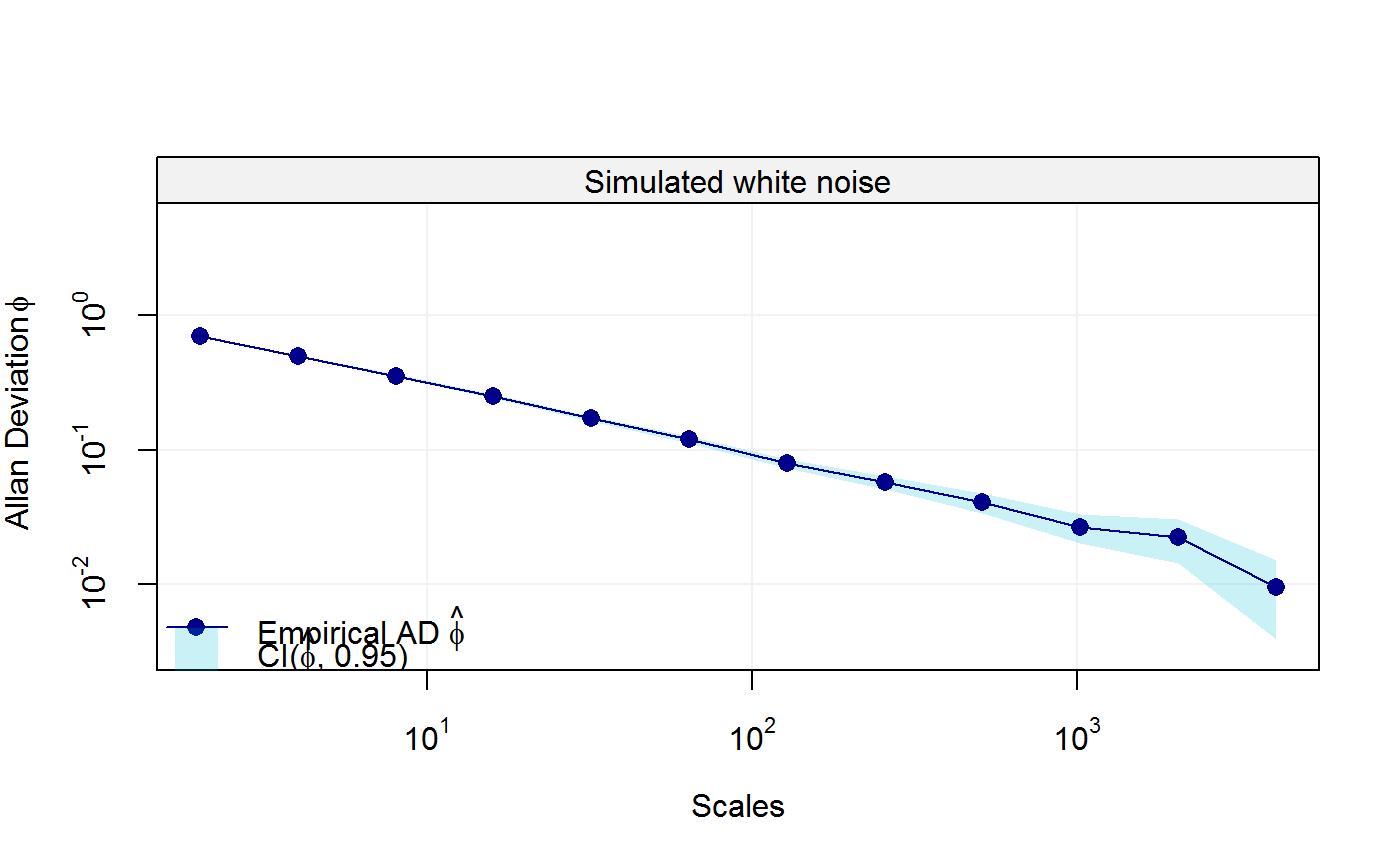 Simulated white noise
Allan Deviation ϕ
10⁰
10⁻¹
10⁻²
Empirical AD ϕ̂
CI(ϕ̂, 0.95)
10¹ 10² 10³
Scales